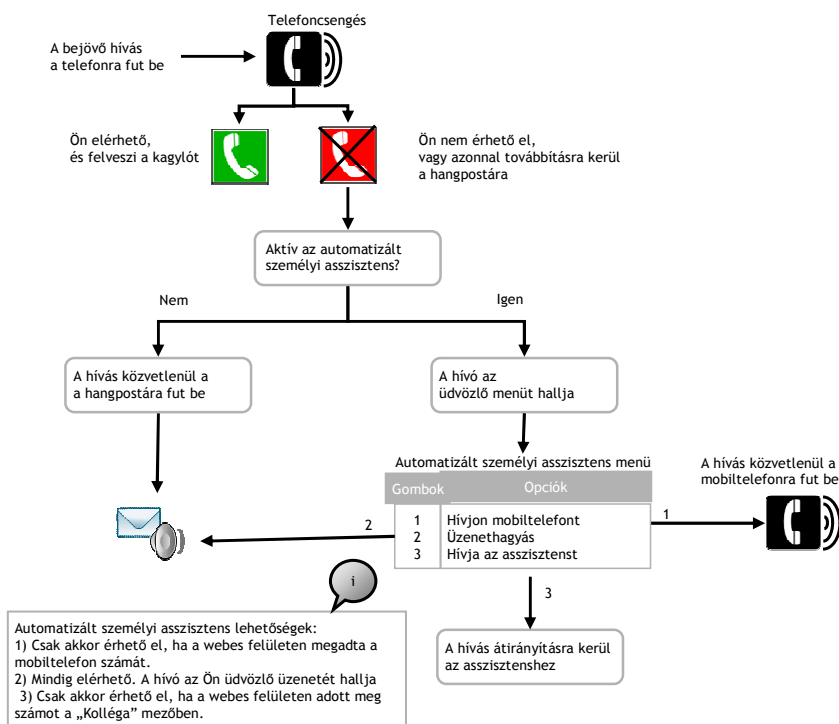 Telefoncsengés
A bejövő hívás
a telefonra fut be
Ön elérhető,
és felveszi a kagylót
Ön nem érhető el,
vagy azonnal továbbításra kerül
a hangpostára
Aktív az automatizált
személyi asszisztens?
Nem
Igen
A hívás közvetlenül a
a hangpostára fut be
A hívó az
üdvözlő menüt hallja
Automatizált személyi asszisztens menü
A hívás közvetlenül a
mobiltelefonra fut be
Gombok
Opciók
1 Hívjon mobiltelefont
2 Üzenethagyás
3 Hívja az asszisztenst
1
2
3
i
A hívás átirányításra kerül
az asszisztenshez
Automatizált személyi asszisztens lehetőségek:
1) Csak akkor érhető el, ha a webes felületen megadta a
mobiltelefon számát.
2) Mindig elérhető. A hívó az Ön üdvözlő üzenetét hallja
3) Csak akkor érhető el, ha a webes felületen adott meg
számot a „Kolléga” mezőben.